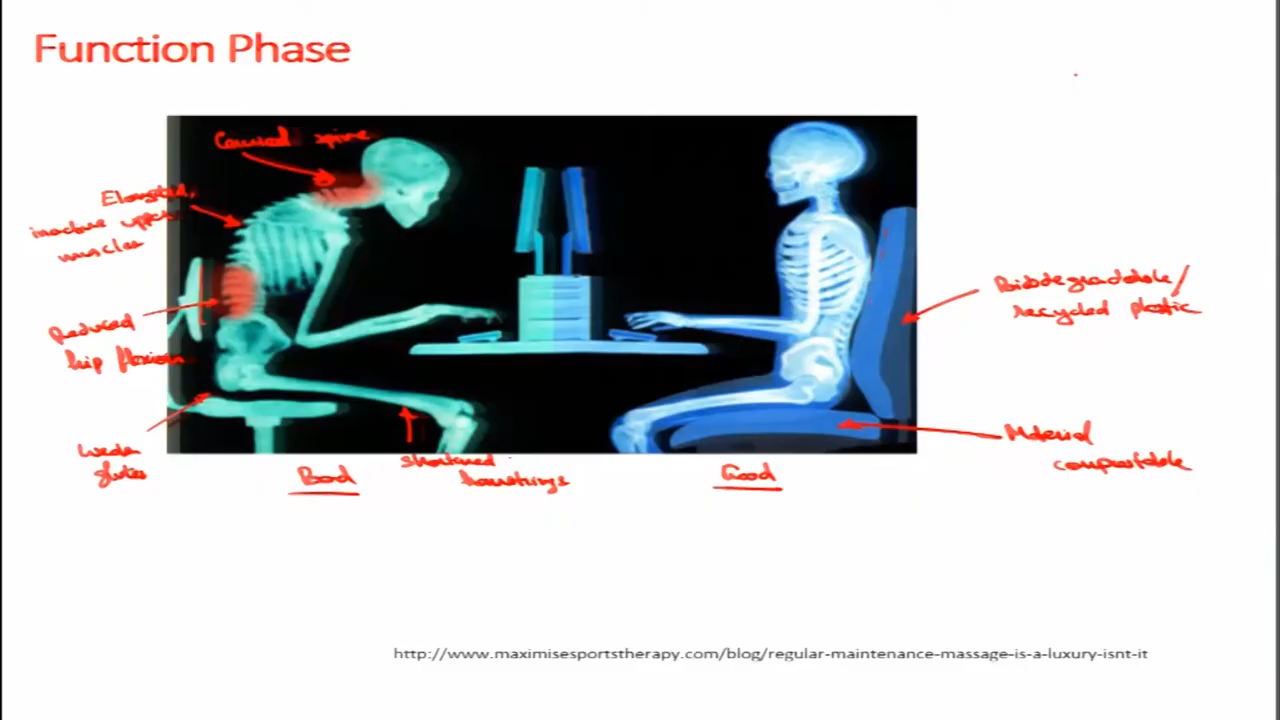 Function Phase
Curved spine
Elongated,
inactive upper
muscles
Reduced
hip flexion
Weak
glutes
Bad
shortened
hamstrings
Good
Biodegradable/
recycled plastic
Material
compostable
http://www.maximisesportstherapy.com/blog/regular-maintenance-massage-is-a-luxury-isnt-it